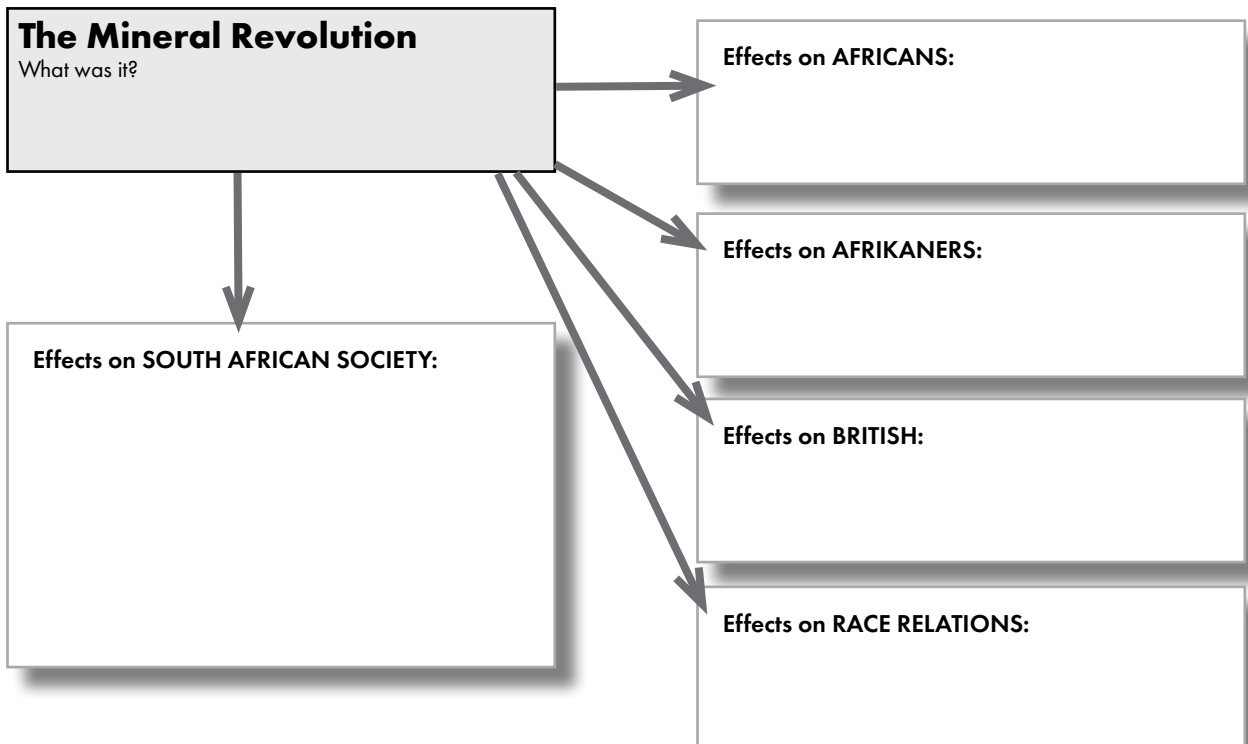 The Mineral Revolution
What was it?
Effects on SOUTH AFRICAN SOCIETY:
Effects on AFRICANS:
Effects on AFRIKANERS:
Effects on BRITISH:
Effects on RACE RELATIONS: